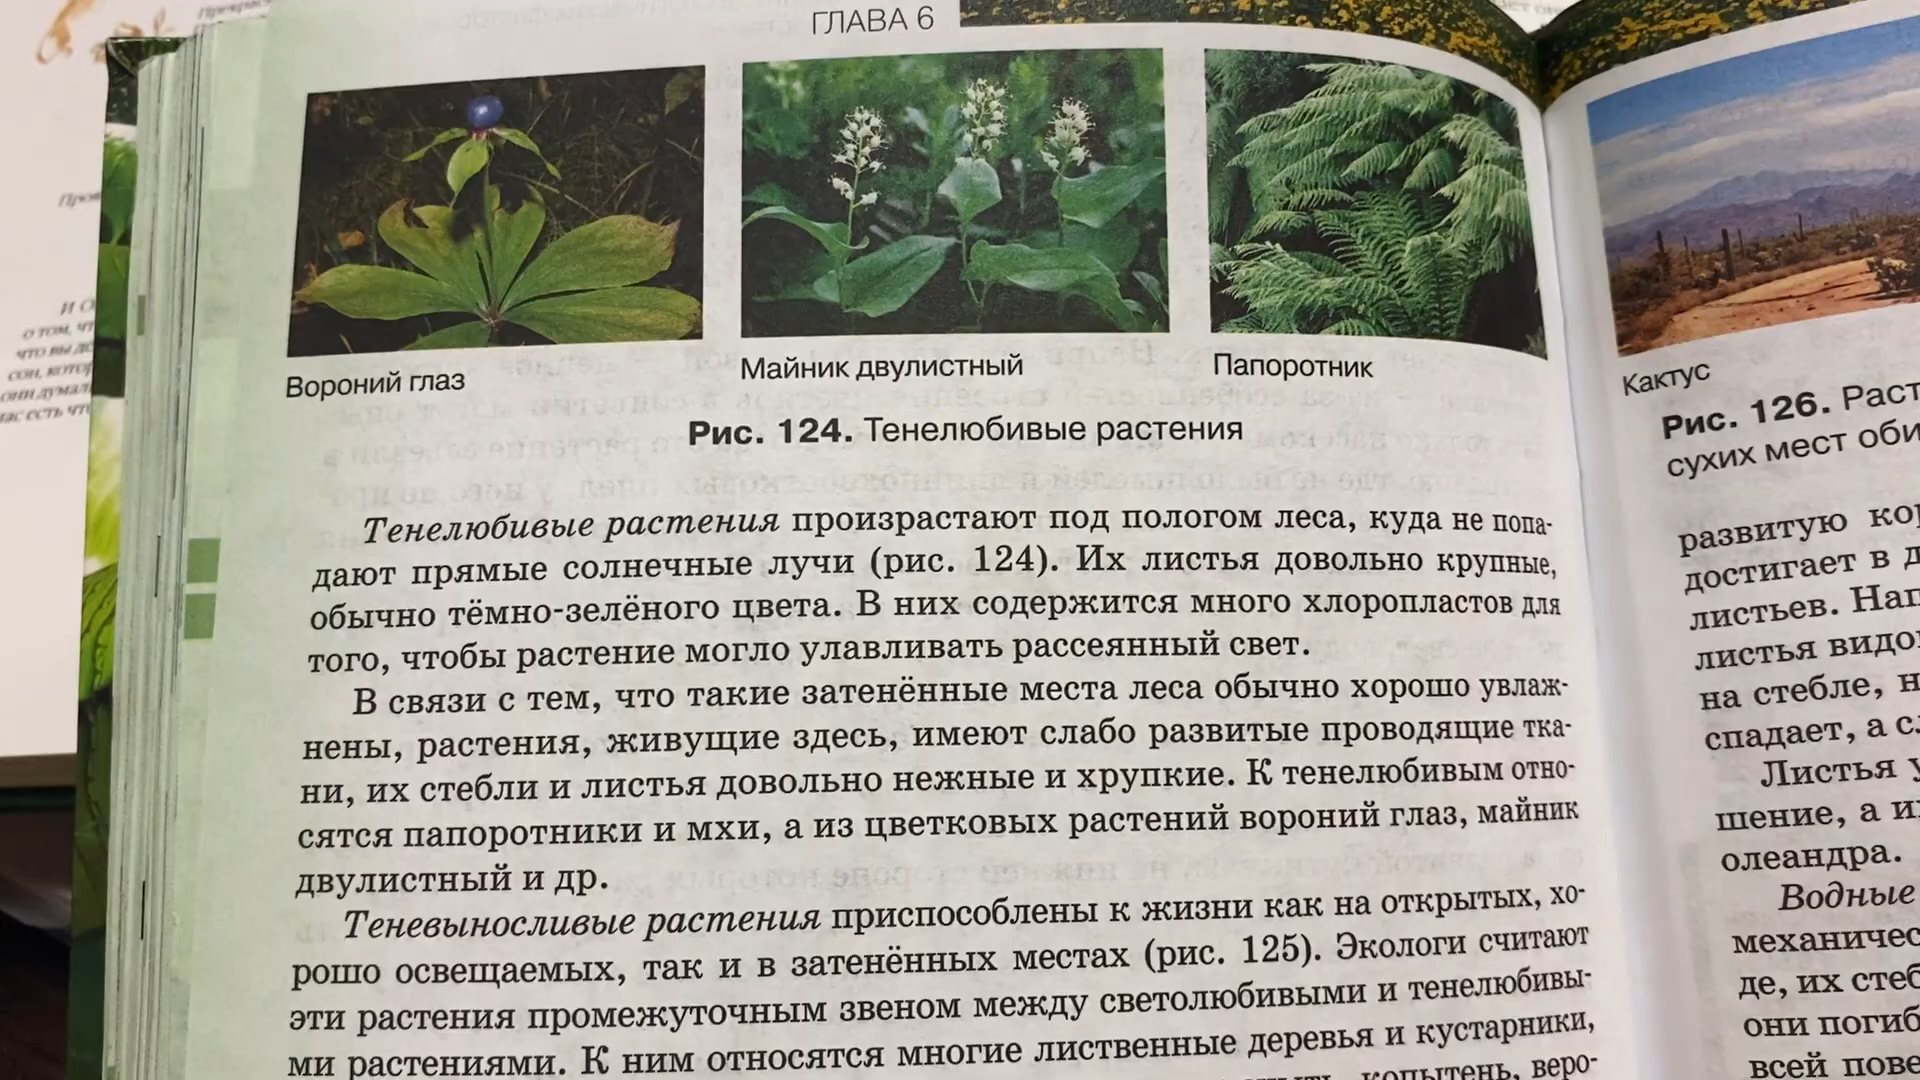 ГЛАВА 6
Вороний глаз
Майник двулистный
Папоротник
Рис. 124. Тенелюбивые растения
Тенелюбивые растения произрастают под пологом леса, куда не попа-
дают прямые солнечные лучи (рис. 124). Их листья довольно крупные,
обычно тёмно-зелёного цвета. В них содержится много хлоропластов для
того, чтобы растение могло улавливать рассеянный свет.
В связи с тем, что такие затенённые места леса обычно хорошо увлаж-
нены, растения, живущие здесь, имеют слабо развитые проводящие тка-
ни, их стебли и листья довольно нежные и хрупкие. К тенелюбивым отно-
сятся папоротники и мхи, а из цветковых растений вороний глаз, майник
двулистный и др.
Теневыносливые растения приспособлены к жизни как на открытых, хо-
рошо освещаемых, так и в затенённых местах (рис. 125). Экологи считают
эти растения промежуточным звеном между светолюбивыми и тенелюбивы-
ми растениями. К ним относятся многие лиственные деревья и кустарники,
копытень, веро-
Кактус
Рис. 126. Раст
сухих мест оби
развитую кор
достигает в д
листьев. Нап
листья видо
на стебле, н
спадает, а сл
Листья у
шение, а и
олеандра.
Водные
механичес
де, их стеб
они погиб
всей пове